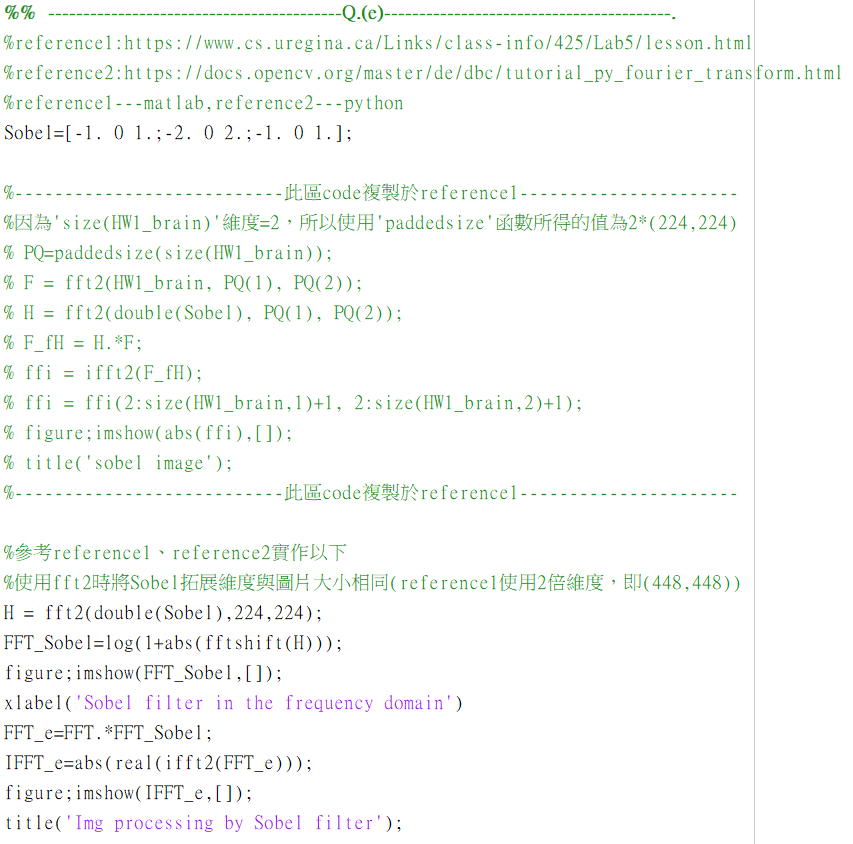 %% ------------------------------------------Q.(c)-----------------------------------------.
%reference1:https://www.cs.uregina.ca/Links/class-info/425/Lab5/lesson.html
%reference2:https://docs.opencv.org/master/de/dbc/tutorial_py_fourier_transform.html
%reference1---matlab,reference2---python
Sobel=[-1. 0 1.;-2. 0 2.;-1. 0 1.];
%---------------------------此區code複製於reference1----------------------
%因為'size(HW1_brain)'維度=2，所以使用'paddedsize'函數所得的值為2*(224,224)
% PQ=paddedsize(size(HW1_brain));
% F = fft2(HW1_brain, PQ(1), PQ(2));
% H = fft2(double(Sobel), PQ(1), PQ(2));
% F_fH = H.*F;
% ffi = ifft2(F_fH);
% ffi = ffi(2:size(HW1_brain,1)+1, 2:size(HW1_brain,2)+1);
% figure;imshow(abs(ffi),[]);
% title('sobel image');
%---------------------------此區code複製於reference1----------------------
%參考reference1、reference2實作以下
%使用fft2時將Sobel拓展維度與圖片大小相同(reference1使用2倍維度，即(448,448))
H = fft2(double(Sobel),224,224);
FFT_Sobel=log(1+abs(fftshift(H)));
figure;imshow(FFT_Sobel,[]);
xlabel('Sobel filter in the frequency domain')
FFT_e=FFT.*FFT_Sobel;
IFFT_e=abs(real(ifft2(FFT_e)));
figure;imshow(IFFT_e,[]);
title('Img processing by Sobel filter');